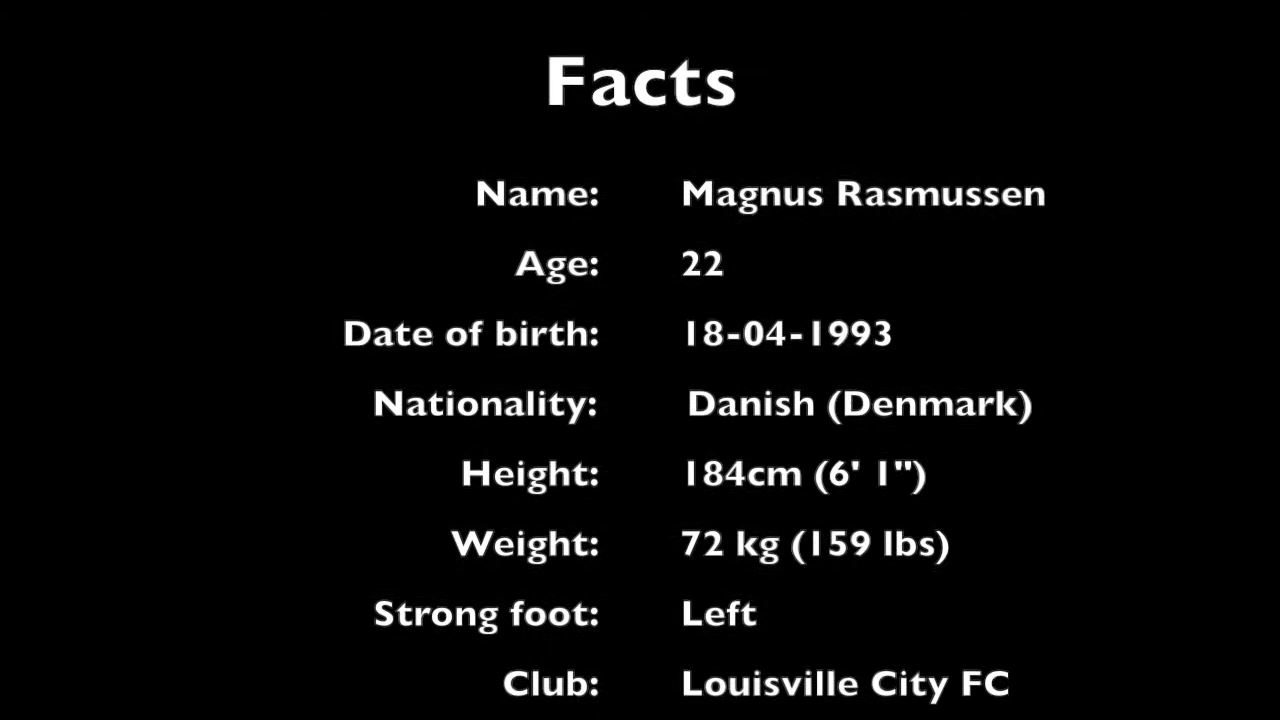 Facts
Name: Magnus Rasmussen
Age: 22
Date of birth: 18-04-1993
Nationality: Danish (Denmark)
Height: 184cm (6' 1")
Weight: 72 kg (159 lbs)
Strong foot: Left
Club: Louisville City FC